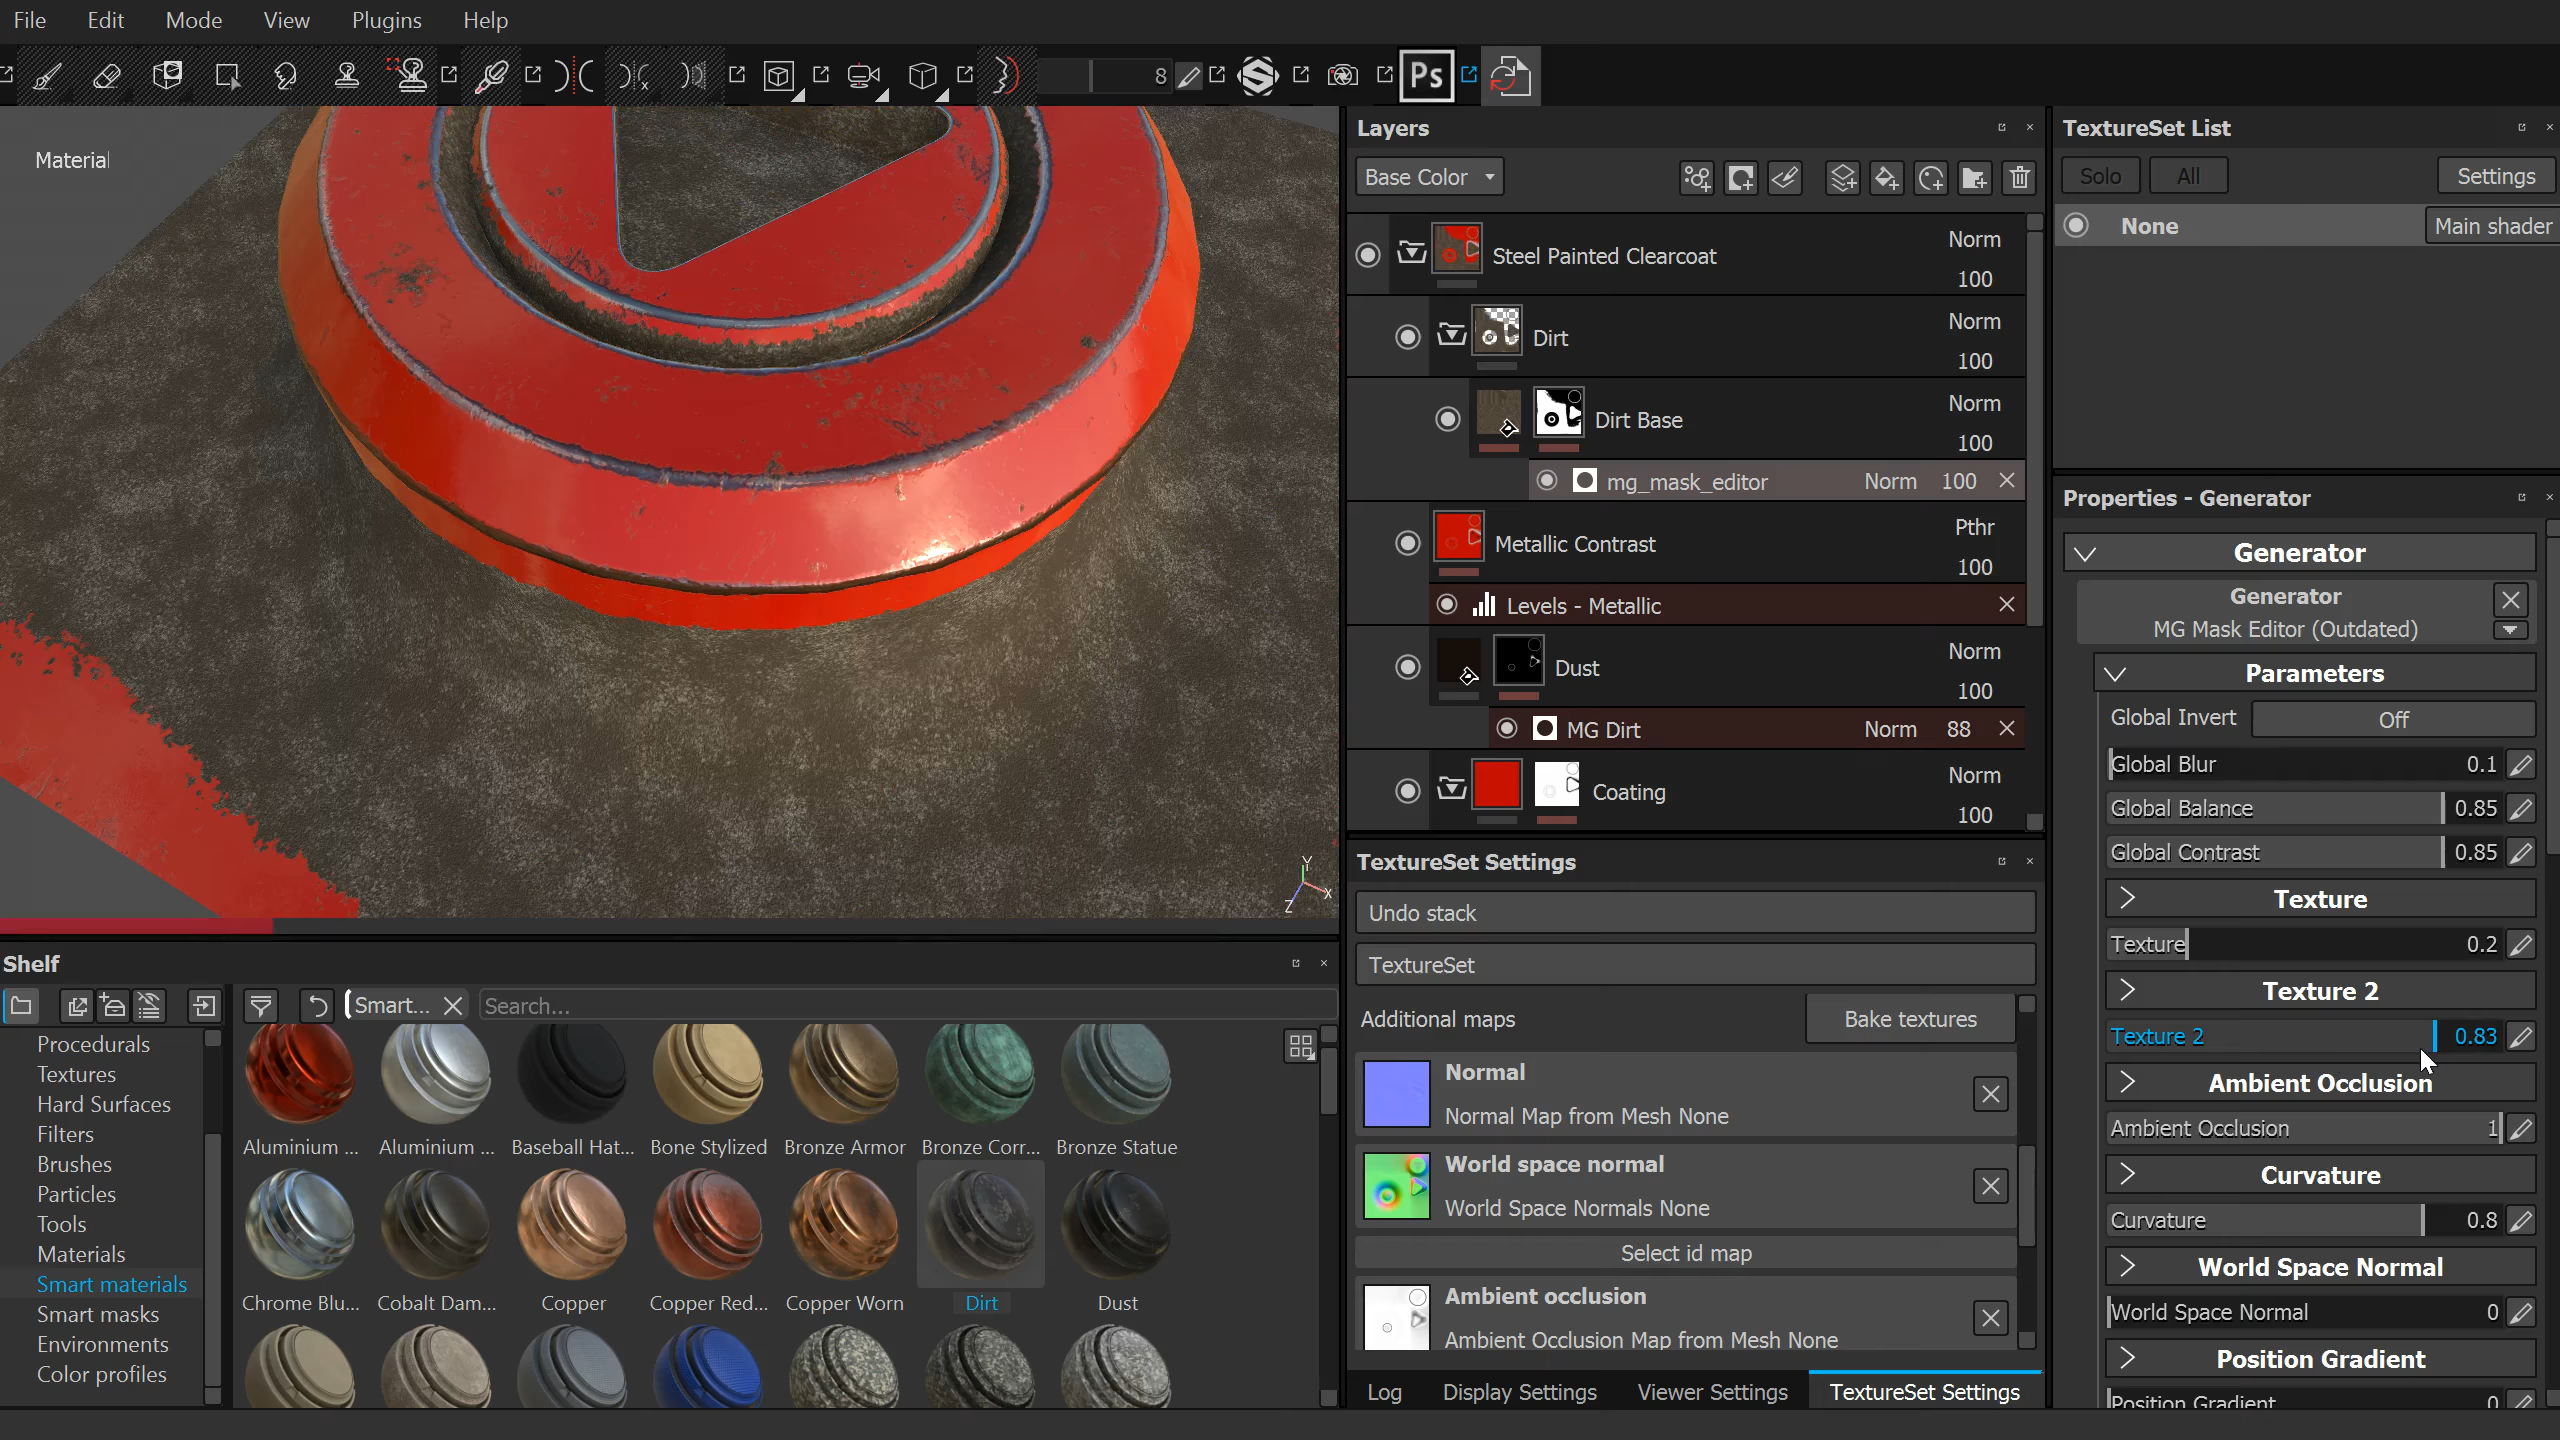 File Edit Mode View Plugins Help
8
Ps
Material
Y
X
Z
Layers
Base Color
Steel Painted Clearcoat Norm
100
Dirt Norm
100
Dirt Base Norm
100
mg_mask_editor Norm 100
Metallic Contrast Pthr
100
Levels - Metallic
Dust Norm
100
MG Dirt Norm 88
Coating Norm
100
TextureSet List
Solo All Settings
None Main shader
Properties - Generator
Generator
Generator
MG Mask Editor (Outdated)
Parameters
Global Invert Off
Global Blur 0.1
Global Balance 0.85
Global Contrast 0.85
Texture
Texture 0.2
Texture 2
Texture 2 0.83
Ambient Occlusion
Ambient Occlusion 1
Curvature
Curvature 0.8
World Space Normal
World Space Normal 0
Position Gradient
Position Gradient 0
TextureSet Settings
Undo stack
TextureSet
Additional maps Bake textures
Normal
Normal Map from Mesh None
World space normal
World Space Normals None
Select id map
Ambient occlusion
Ambient Occlusion Map from Mesh None
Log Display Settings Viewer Settings TextureSet Settings
Shelf
Smart... Search...
Procedurals
Textures
Hard Surfaces
Filters
Brushes
Particles
Tools
Materials
Smart materials
Smart masks
Environments
Color profiles
Aluminium ... Aluminium ... Baseball Hat... Bone Stylized Bronze Armor Bronze Corr... Bronze Statue
Chrome Blu... Cobalt Dam... Copper Copper Red... Copper Worn Dirt Dust